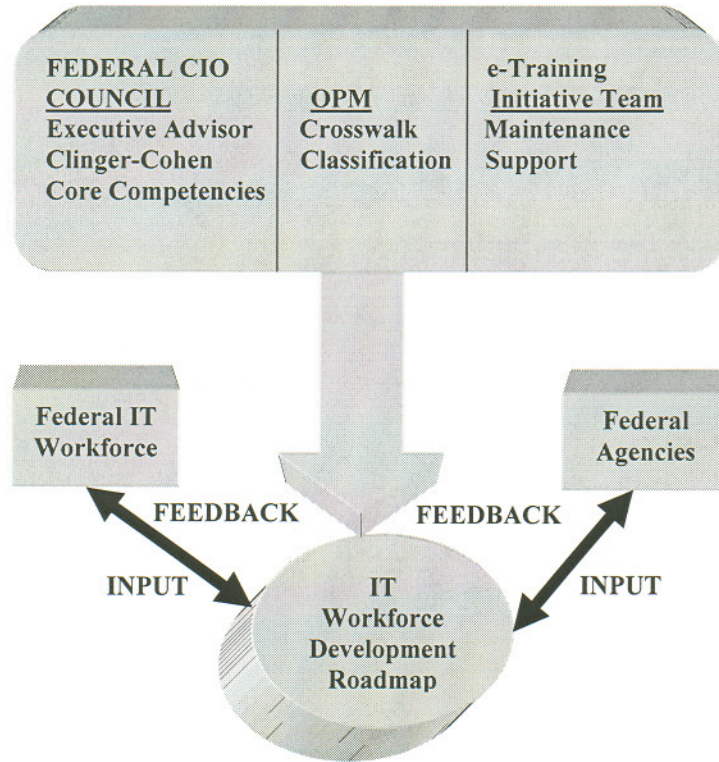 FEDERAL CIO
COUNCIL
Executive Advisor
Clinger-Cohen
Core Competencies
OPM
Crosswalk
Classification
e-Training
Initiative Team
Maintenance
Support
Federal IT
Workforce
Federal
Agencies
FEEDBACK
FEEDBACK
INPUT
INPUT
IT
Workforce
Development
Roadmap